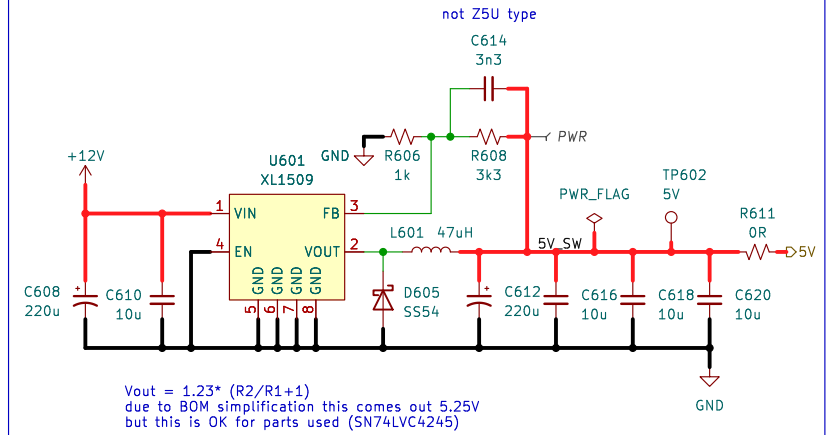 not Z5U type
C614
3n3
PWR
GND
R606
1k
R608
3k3
+12V
U601
XL1509
1
VIN
FB
3
4
EN
VOUT
2
GND
GND
GND
GND
5
6
7
8
L601 47uH
5V_SW
PWR_FLAG
TP602
5V
R611
0R
5V
C608
220u
C610
10u
D605
SS54
C612
220u
C616
10u
C618
10u
C620
10u
GND
Vout = 1.23* (R2/R1+1)
due to BOM simplification this comes out 5.25V
but this is OK for parts used (SN74LVC4245)